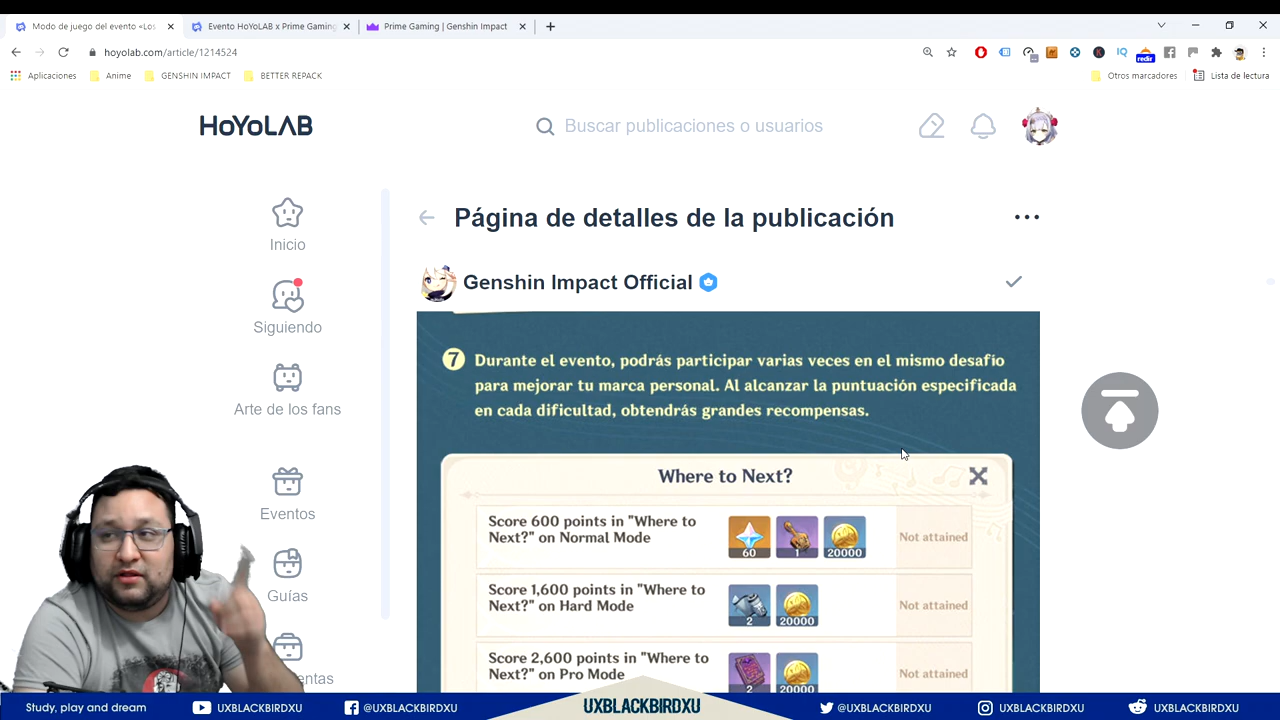 Modo de juego del evento «Los
Evento HoYoLAB x Prime Gaming
Prime Gaming | Genshin Impact
hoyolab.com/article/1214524
IQ
redir
Aplicaciones
Anime
GENSHIN IMPACT
BETTER REPACK
Otros marcadores
Lista de lectura
HoYoLAB
Buscar publicaciones o usuarios
Inicio
Siguiendo
Arte de los fans
Eventos
Guías
entas
Página de detalles de la publicación
Genshin Impact Official
7 Durante el evento, podrás participar varias veces en el mismo desafío
para mejorar tu marca personal. Al alcanzar la puntuación especificada
en cada dificultad, obtendrás grandes recompensas.
Where to Next?
Score 600 points in "Where to
Next?" on Normal Mode
60
1
20000
Not attained
Score 1,600 points in "Where to
Next?" on Hard Mode
2
20000
Not attained
Score 2,600 points in "Where to
Next?" on Pro Mode
2
20000
Not attained
Study, play and dream
UXBLACKBIRDXU
@UXBLACKBIRDXU
UXBLACKBIRDXU
@UXBLACKBIRDXU
UXBLACKBIRDXU
UXBLACKBIRDXU